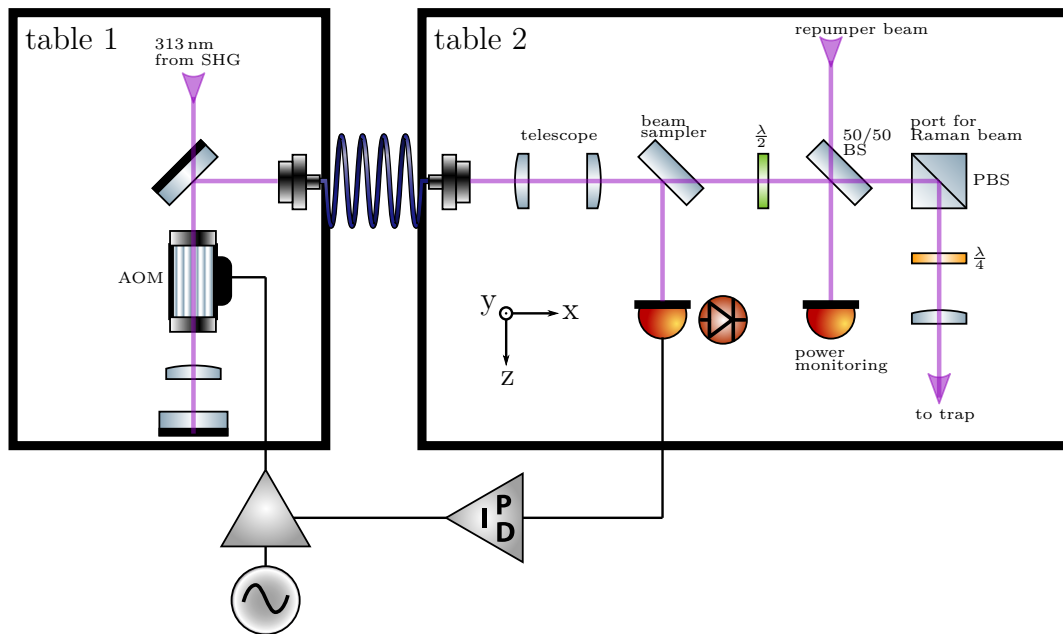 table 1
313 nm
from SHG
AOM
table 2
telescope
beam
sampler
λ/2
repumper beam
50/50
BS
port for
Raman beam
PBS
λ/4
y
x
z
power
monitoring
to trap
P
I
D